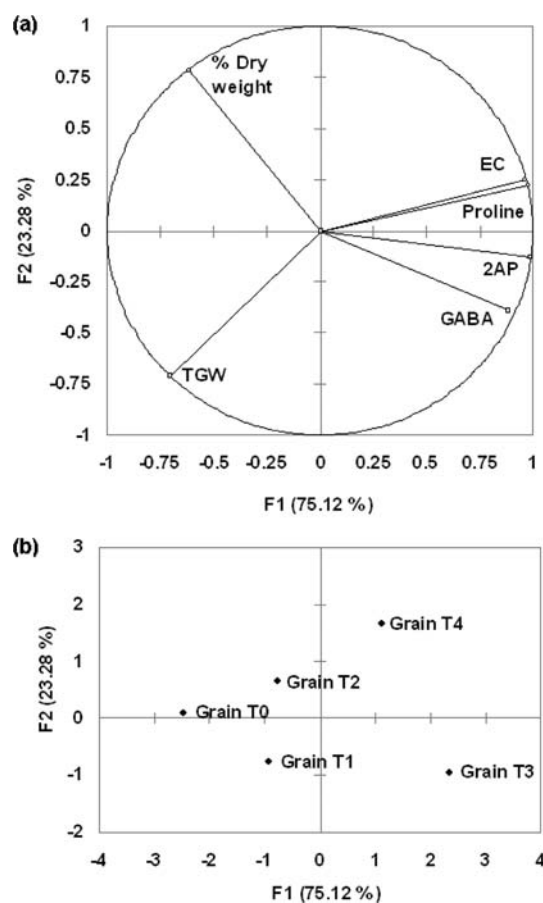 (a)
1
0.75
0.5
0.25
0
-0.25
-0.5
-0.75
-1
F2 (23.28 %)
% Dry
weight
EC
Proline
2AP
GABA
TGW
-1 -0.75 -0.5 -0.25 0 0.25 0.5 0.75 1
F1 (75.12 %)
(b)
3
2
1
0
-1
-2
F2 (23.28 %)
Grain T4
Grain T2
Grain T0
Grain T1
Grain T3
-4 -3 -2 -1 0 1 2 3 4
F1 (75.12 %)